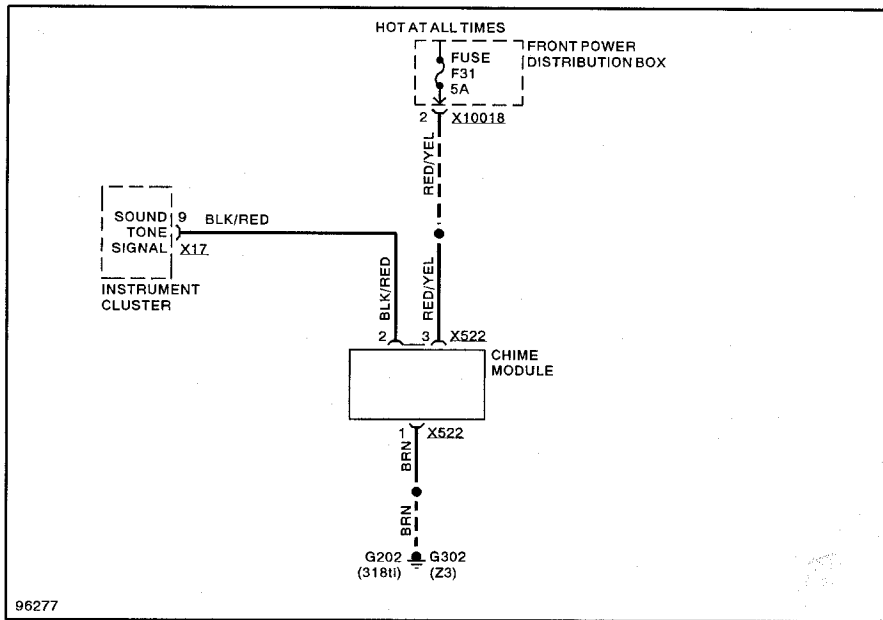 HOT AT ALL TIMES
FUSE
F31
5A
FRONT POWER
DISTRIBUTION BOX
2 X10018
RED/YEL
SOUND
TONE
SIGNAL
9 BLK/RED
X17
INSTRUMENT
CLUSTER
BLK/RED
RED/YEL
2 3 X522
CHIME
MODULE
1 X522
BRN
BRN
G202 G302
(318ti) (Z3)
96277